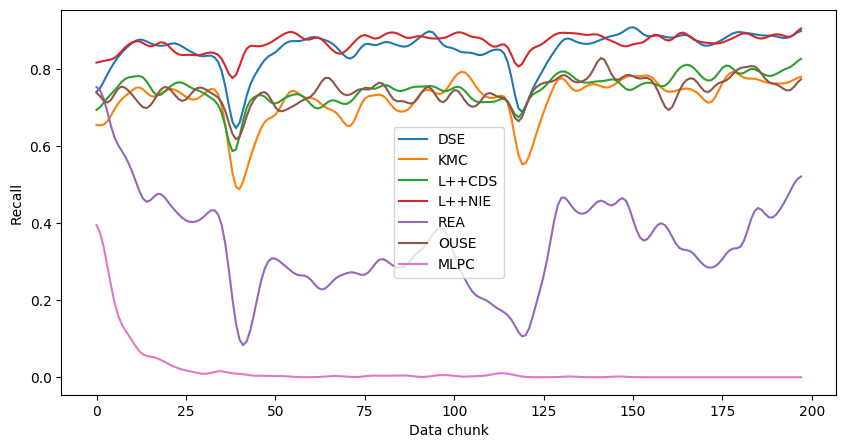 Recall
0.8
0.6
0.4
0.2
0.0
DSE
KMC
L++CDS
L++NIE
REA
OUSE
MLPC
0 25 50 75 100 125 150 175 200
Data chunk